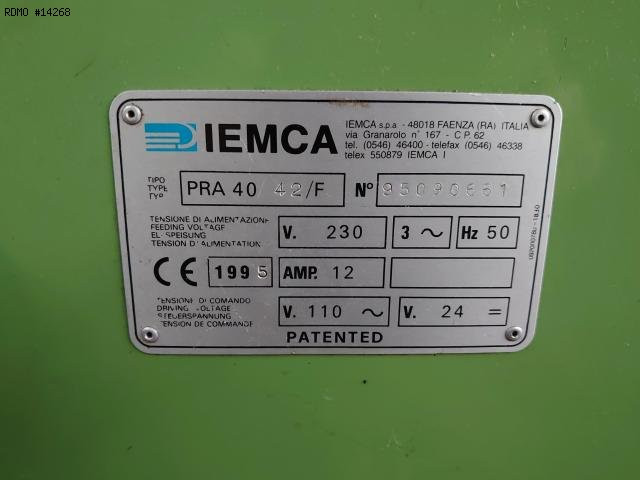 RDMO #14268
IEMCA
IEMCA s.p.a - 48018 FAENZA (RA) ITALIA
via Granarolo n° 167 - C P. 62
tel. (0546) 46400 - telefax (0546) 46338
telex 550879 IEMCA I
TIPO
TYPE
TYP
PRA 40 42/F
N° 95090661
TENSIONE DI ALIMENTAZIONE
FEEDING VOLTAGE
EL-SPEISUNG
TENSION D'ALIMENTATION
V. 230
3 ~
Hz 50
CE
1995
AMP. 12
TENSIONE DI COMANDO
DRIVING VOLTAGE
STEUERSPANNUNG
TENSION DE COMMANDE
V. 110 ~
V. 24 =
PATENTED